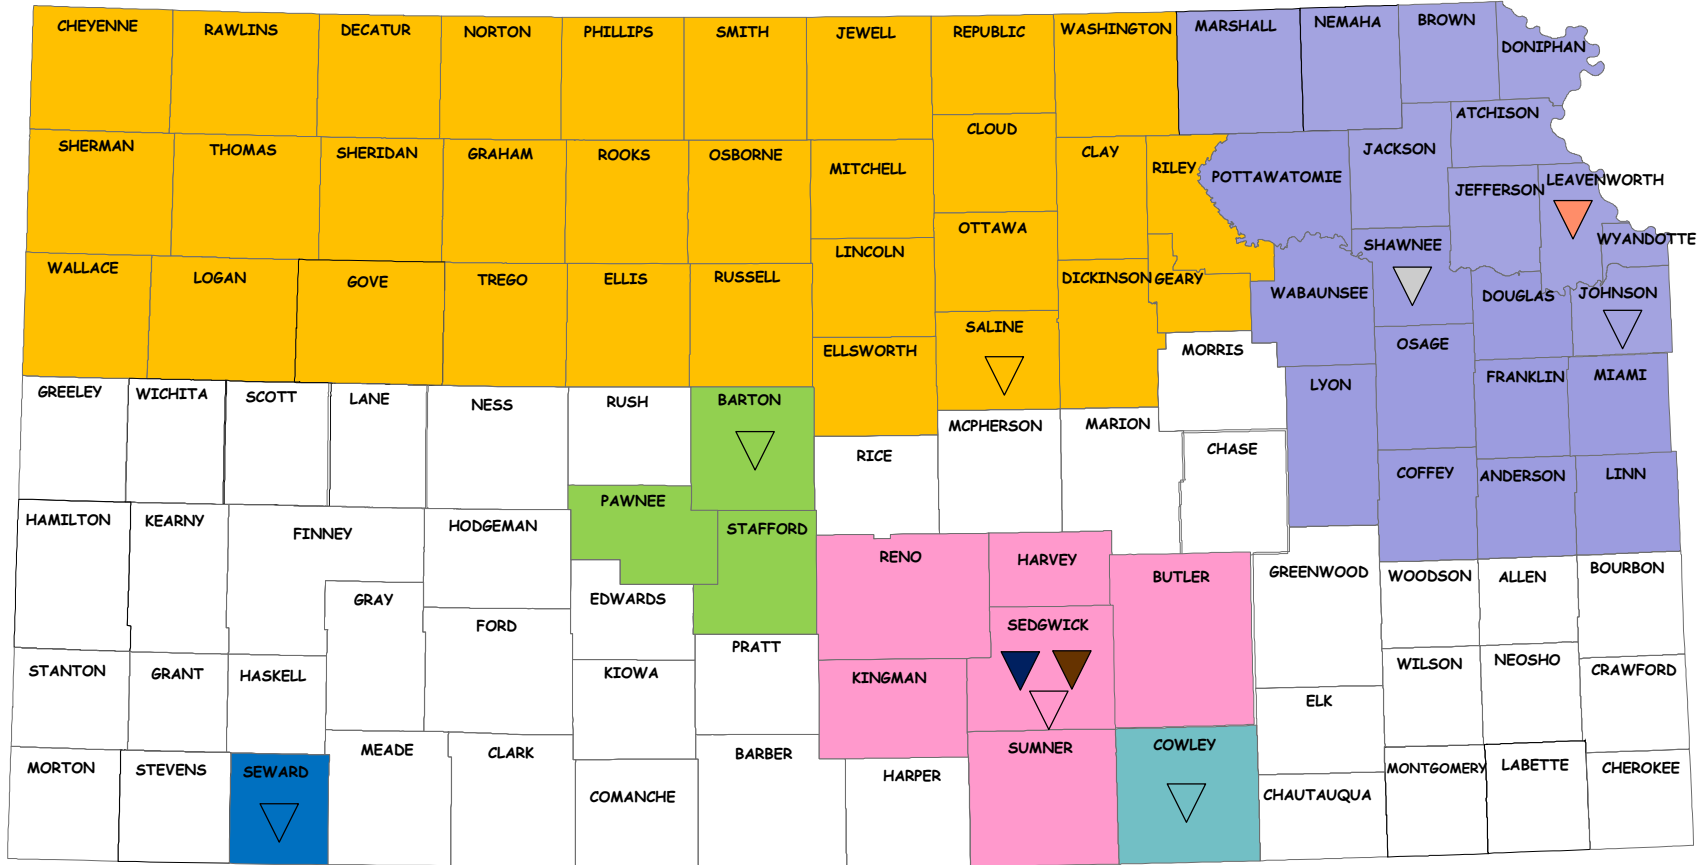 CHEYENNE
RAWLINS
DECATUR
NORTON
PHILLIPS
SMITH
JEWELL
REPUBLIC
WASHINGTON
MARSHALL
NEMAHA
BROWN
DONIPHAN
SHERMAN
THOMAS
SHERIDAN
GRAHAM
ROOKS
OSBORNE
MITCHELL
CLOUD
CLAY
RILEY
POTTAWATOMIE
JACKSON
ATCHISON
JEFFERSON
LEAVENWORTH
WYANDOTTE
WALLACE
LOGAN
GOVE
TREGO
ELLIS
RUSSELL
LINCOLN
OTTAWA
DICKINSON
GEARY
WABAUNSEE
SHAWNEE
DOUGLAS
JOHNSON
SALINE
ELLSWORTH
MORRIS
OSAGE
LYON
FRANKLIN
MIAMI
GREELEY
WICHITA
SCOTT
LANE
NESS
RUSH
BARTON
RICE
MCPHERSON
MARION
CHASE
COFFEY
ANDERSON
LINN
HAMILTON
KEARNY
FINNEY
HODGEMAN
PAWNEE
STAFFORD
RENO
HARVEY
BUTLER
GREENWOOD
WOODSON
ALLEN
BOURBON
GRAY
FORD
EDWARDS
PRATT
SEDGWICK
STANTON
GRANT
HASKELL
KIOWA
KINGMAN
ELK
WILSON
NEOSHO
CRAWFORD
MORTON
STEVENS
SEWARD
MEADE
CLARK
COMANCHE
BARBER
HARPER
SUMNER
COWLEY
CHAUTAUQUA
MONTGOMERY
LABETTE
CHEROKEE